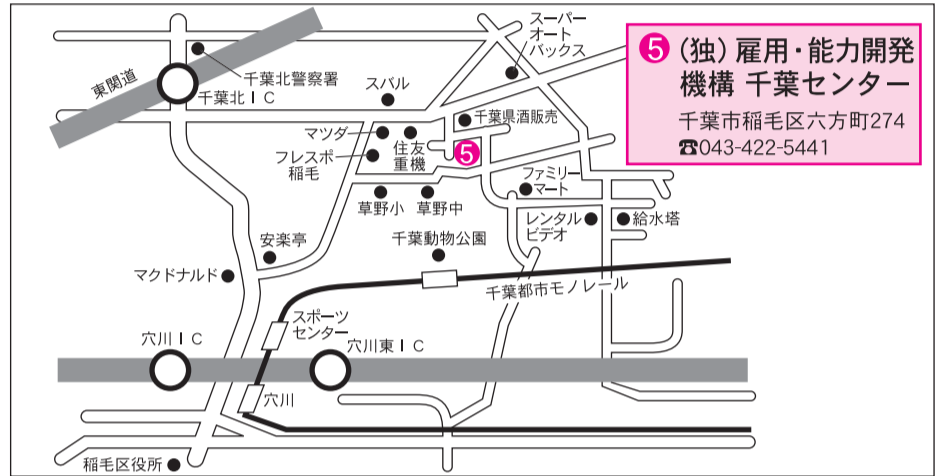 スーパー
オート
バックス
❺(独)雇用・能力開発
機構 千葉センター
千葉市稲毛区六方町274
☎043-422-5441
東関道
千葉北警察署
千葉北IC
スバル
千葉県酒販売
マツダ
住友
重機
❺
フレスポ
稲毛
ファミリー
マート
草野小
草野中
レンタル
ビデオ
給水塔
安楽亭
千葉動物公園
マクドナルド
千葉都市モノレール
スポーツ
センター
穴川IC
穴川東IC
穴川
稲毛区役所